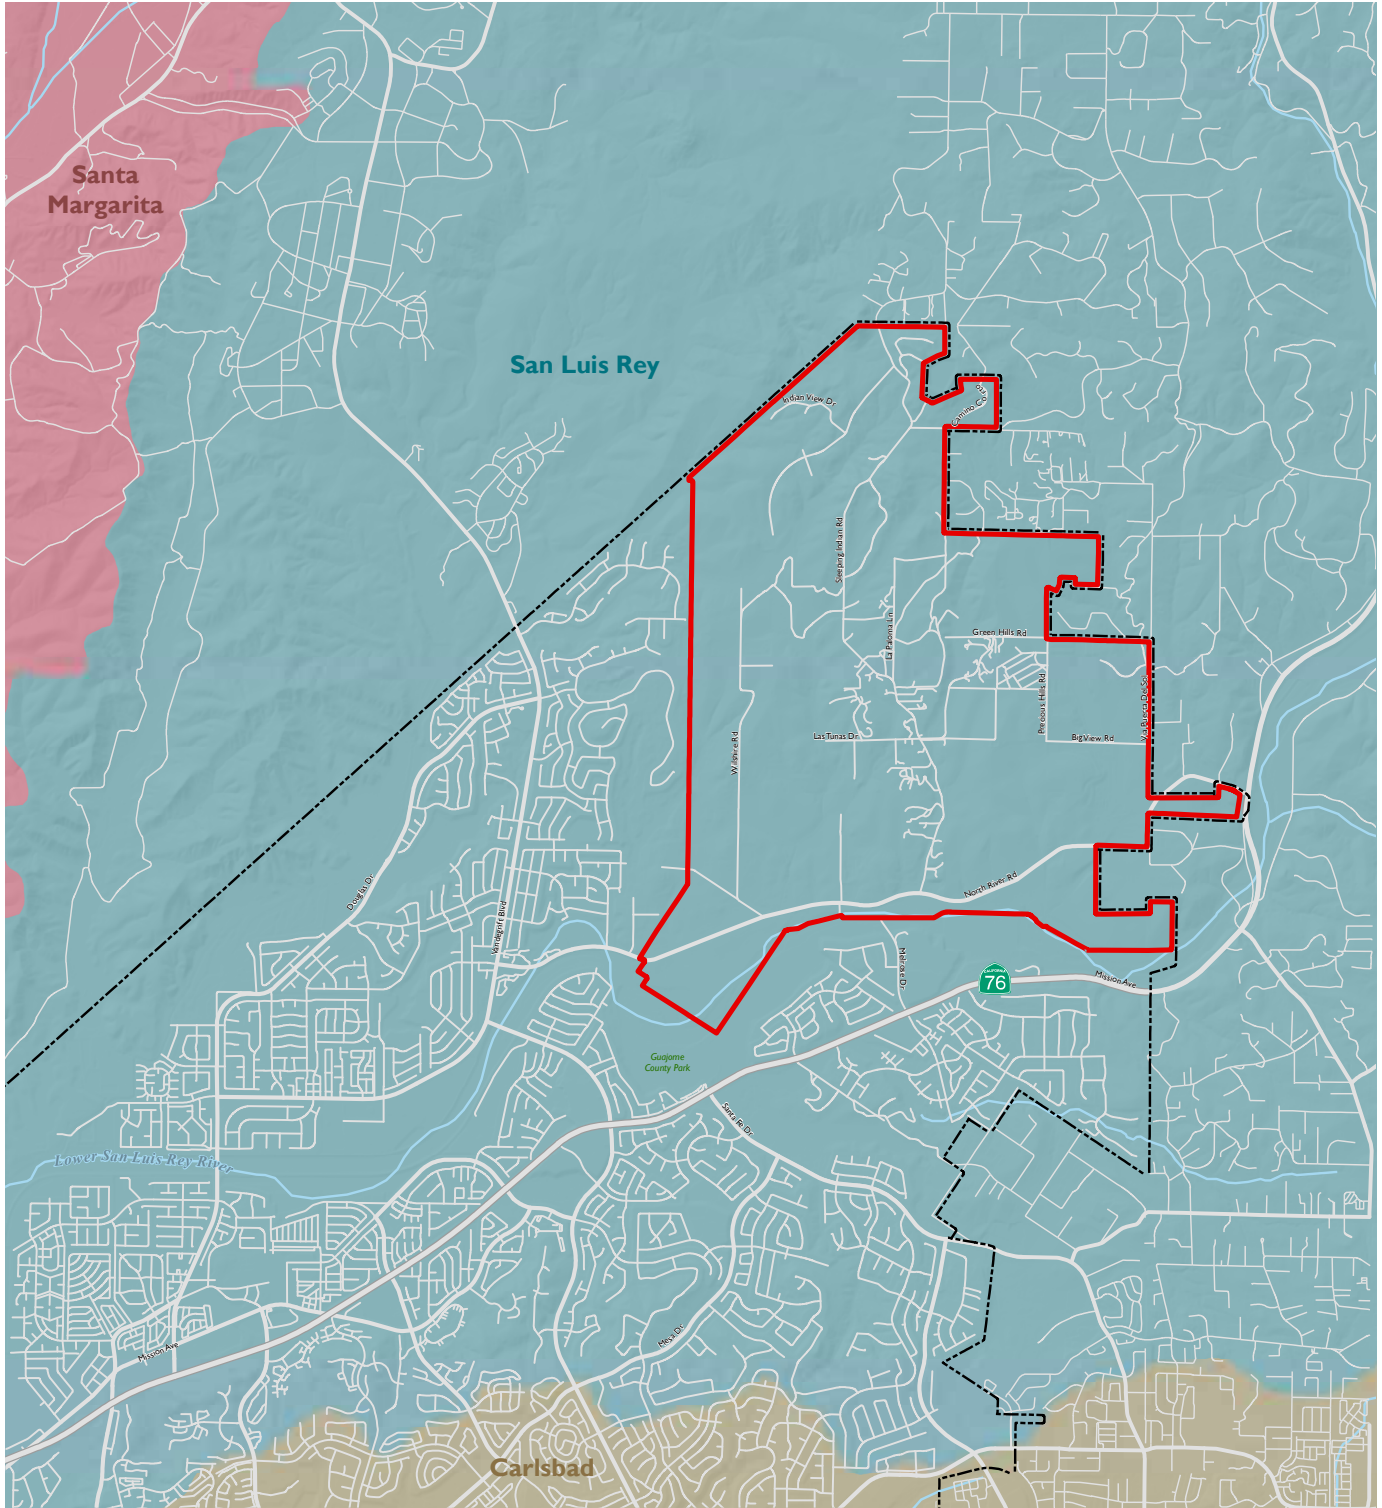 Santa
Margarita
San Luis Rey
Indian View Dr
Sleeping Indian Rd
La Paloma Ln
Green Hills Rd
Precious Hills Rd
Via Puerta Del Sol
Wilshire Rd
Las Tunas Dr
Big View Rd
Douglas Dr
Vandegrift Blvd
North River Rd
Melrose Dr
CALIFORNIA
76
Mission Ave
Guajome
County Park
Santa Fe Dr
Lower San Luis Rey River
Mesa Dr
Mission Ave
Carlsbad